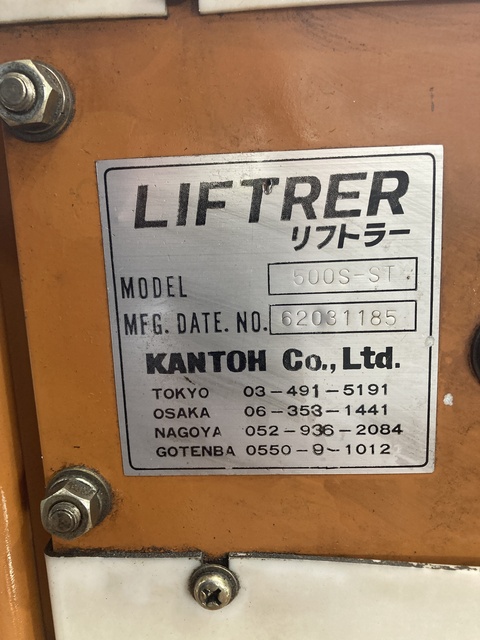 LIFTRER
リフトラー
MODEL 500S-ST
MFG. DATE. NO. 62031185
KANTOH Co., Ltd.
TOKYO 03-491-5191
OSAKA 06-353-1441
NAGOYA 052-936-2084
GOTENBA 0550-9-1012